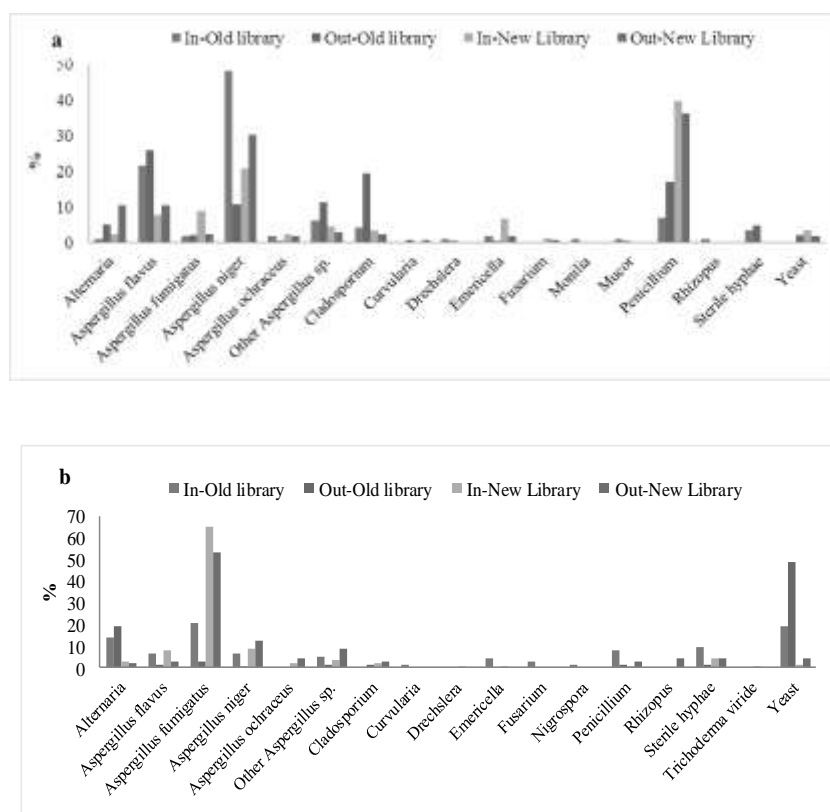 a
In-Old library Out-Old library In-New Library Out-New Library
50
40
30
20
10
0
%
Alternaria
Aspergillus flavus
Aspergillus fumigatus
Aspergillus niger
Aspergillus ochraceus
Other Aspergillus sp.
Cladosporium
Curvularia
Drechslera
Emericella
Fusarium
Monilia
Mucor
Penicillium
Rhizopus
Sterile hyphae
Yeast
b
In-Old library Out-Old library In-New Library Out-New Library
70
60
50
40
30
20
10
0
%
Alternaria
Aspergillus flavus
Aspergillus fumigatus
Aspergillus niger
Aspergillus ochraceus
Other Aspergillus sp.
Cladosporium
Curvularia
Drechslera
Emericella
Fusarium
Nigrospora
Penicillium
Rhizopus
Sterile hyphae
Trichoderma viride
Yeast